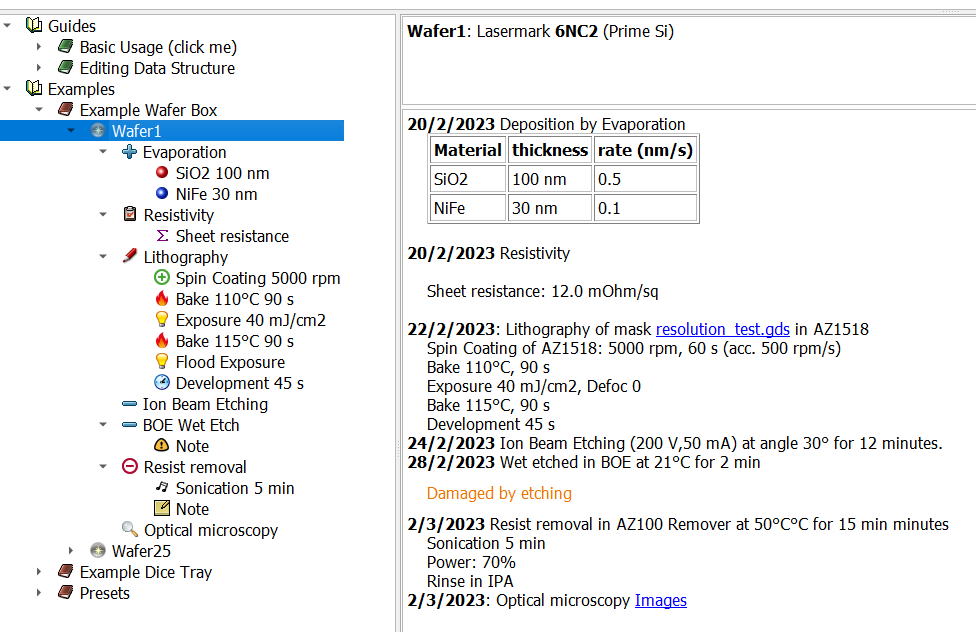 Guides
Basic Usage (click me)
Editing Data Structure
Examples
Example Wafer Box
Wafer1
Evaporation
SiO2 100 nm
NiFe 30 nm
Resistivity
Sheet resistance
Lithography
Spin Coating 5000 rpm
Bake 110°C 90 s
Exposure 40 mJ/cm2
Bake 115°C 90 s
Flood Exposure
Development 45 s
Ion Beam Etching
BOE Wet Etch
Note
Resist removal
Sonication 5 min
Note
Optical microscopy
Wafer25
Example Dice Tray
Presets
Wafer1: Lasermark 6NC2 (Prime Si)
20/2/2023 Deposition by Evaporation
Material thickness rate (nm/s)
SiO2 100 nm 0.5
NiFe 30 nm 0.1
20/2/2023 Resistivity
Sheet resistance: 12.0 mOhm/sq
22/2/2023: Lithography of mask resolution_test.gds in AZ1518
Spin Coating of AZ1518: 5000 rpm, 60 s (acc. 500 rpm/s)
Bake 110°C, 90 s
Exposure 40 mJ/cm2, Defoc 0
Bake 115°C, 90 s
Development 45 s
24/2/2023 Ion Beam Etching (200 V,50 mA) at angle 30° for 12 minutes.
28/2/2023 Wet etched in BOE at 21°C for 2 min
Damaged by etching
2/3/2023 Resist removal in AZ100 Remover at 50°C°C for 15 min minutes
Sonication 5 min
Power: 70%
Rinse in IPA
2/3/2023: Optical microscopy Images